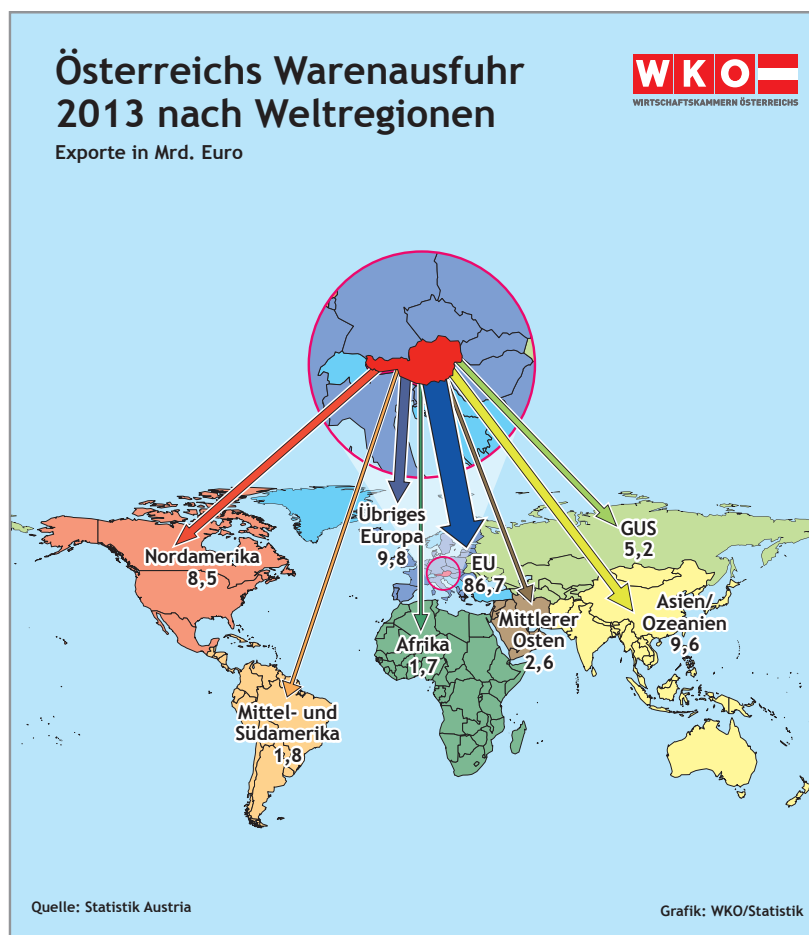 Österreichs Warenausfuhr
2013 nach Weltregionen
Exporte in Mrd. Euro
WKO
WIRTSCHAFTSKAMMERN ÖSTERREICHS
Übriges
Europa
9,8
GUS
5,2
Nordamerika
8,5
EU
86,7
Asien/
Ozeanien
9,6
Mittlerer
Osten
2,6
Afrika
1,7
Mittel- und
Südamerika
1,8
Quelle: Statistik Austria
Grafik: WKO/Statistik